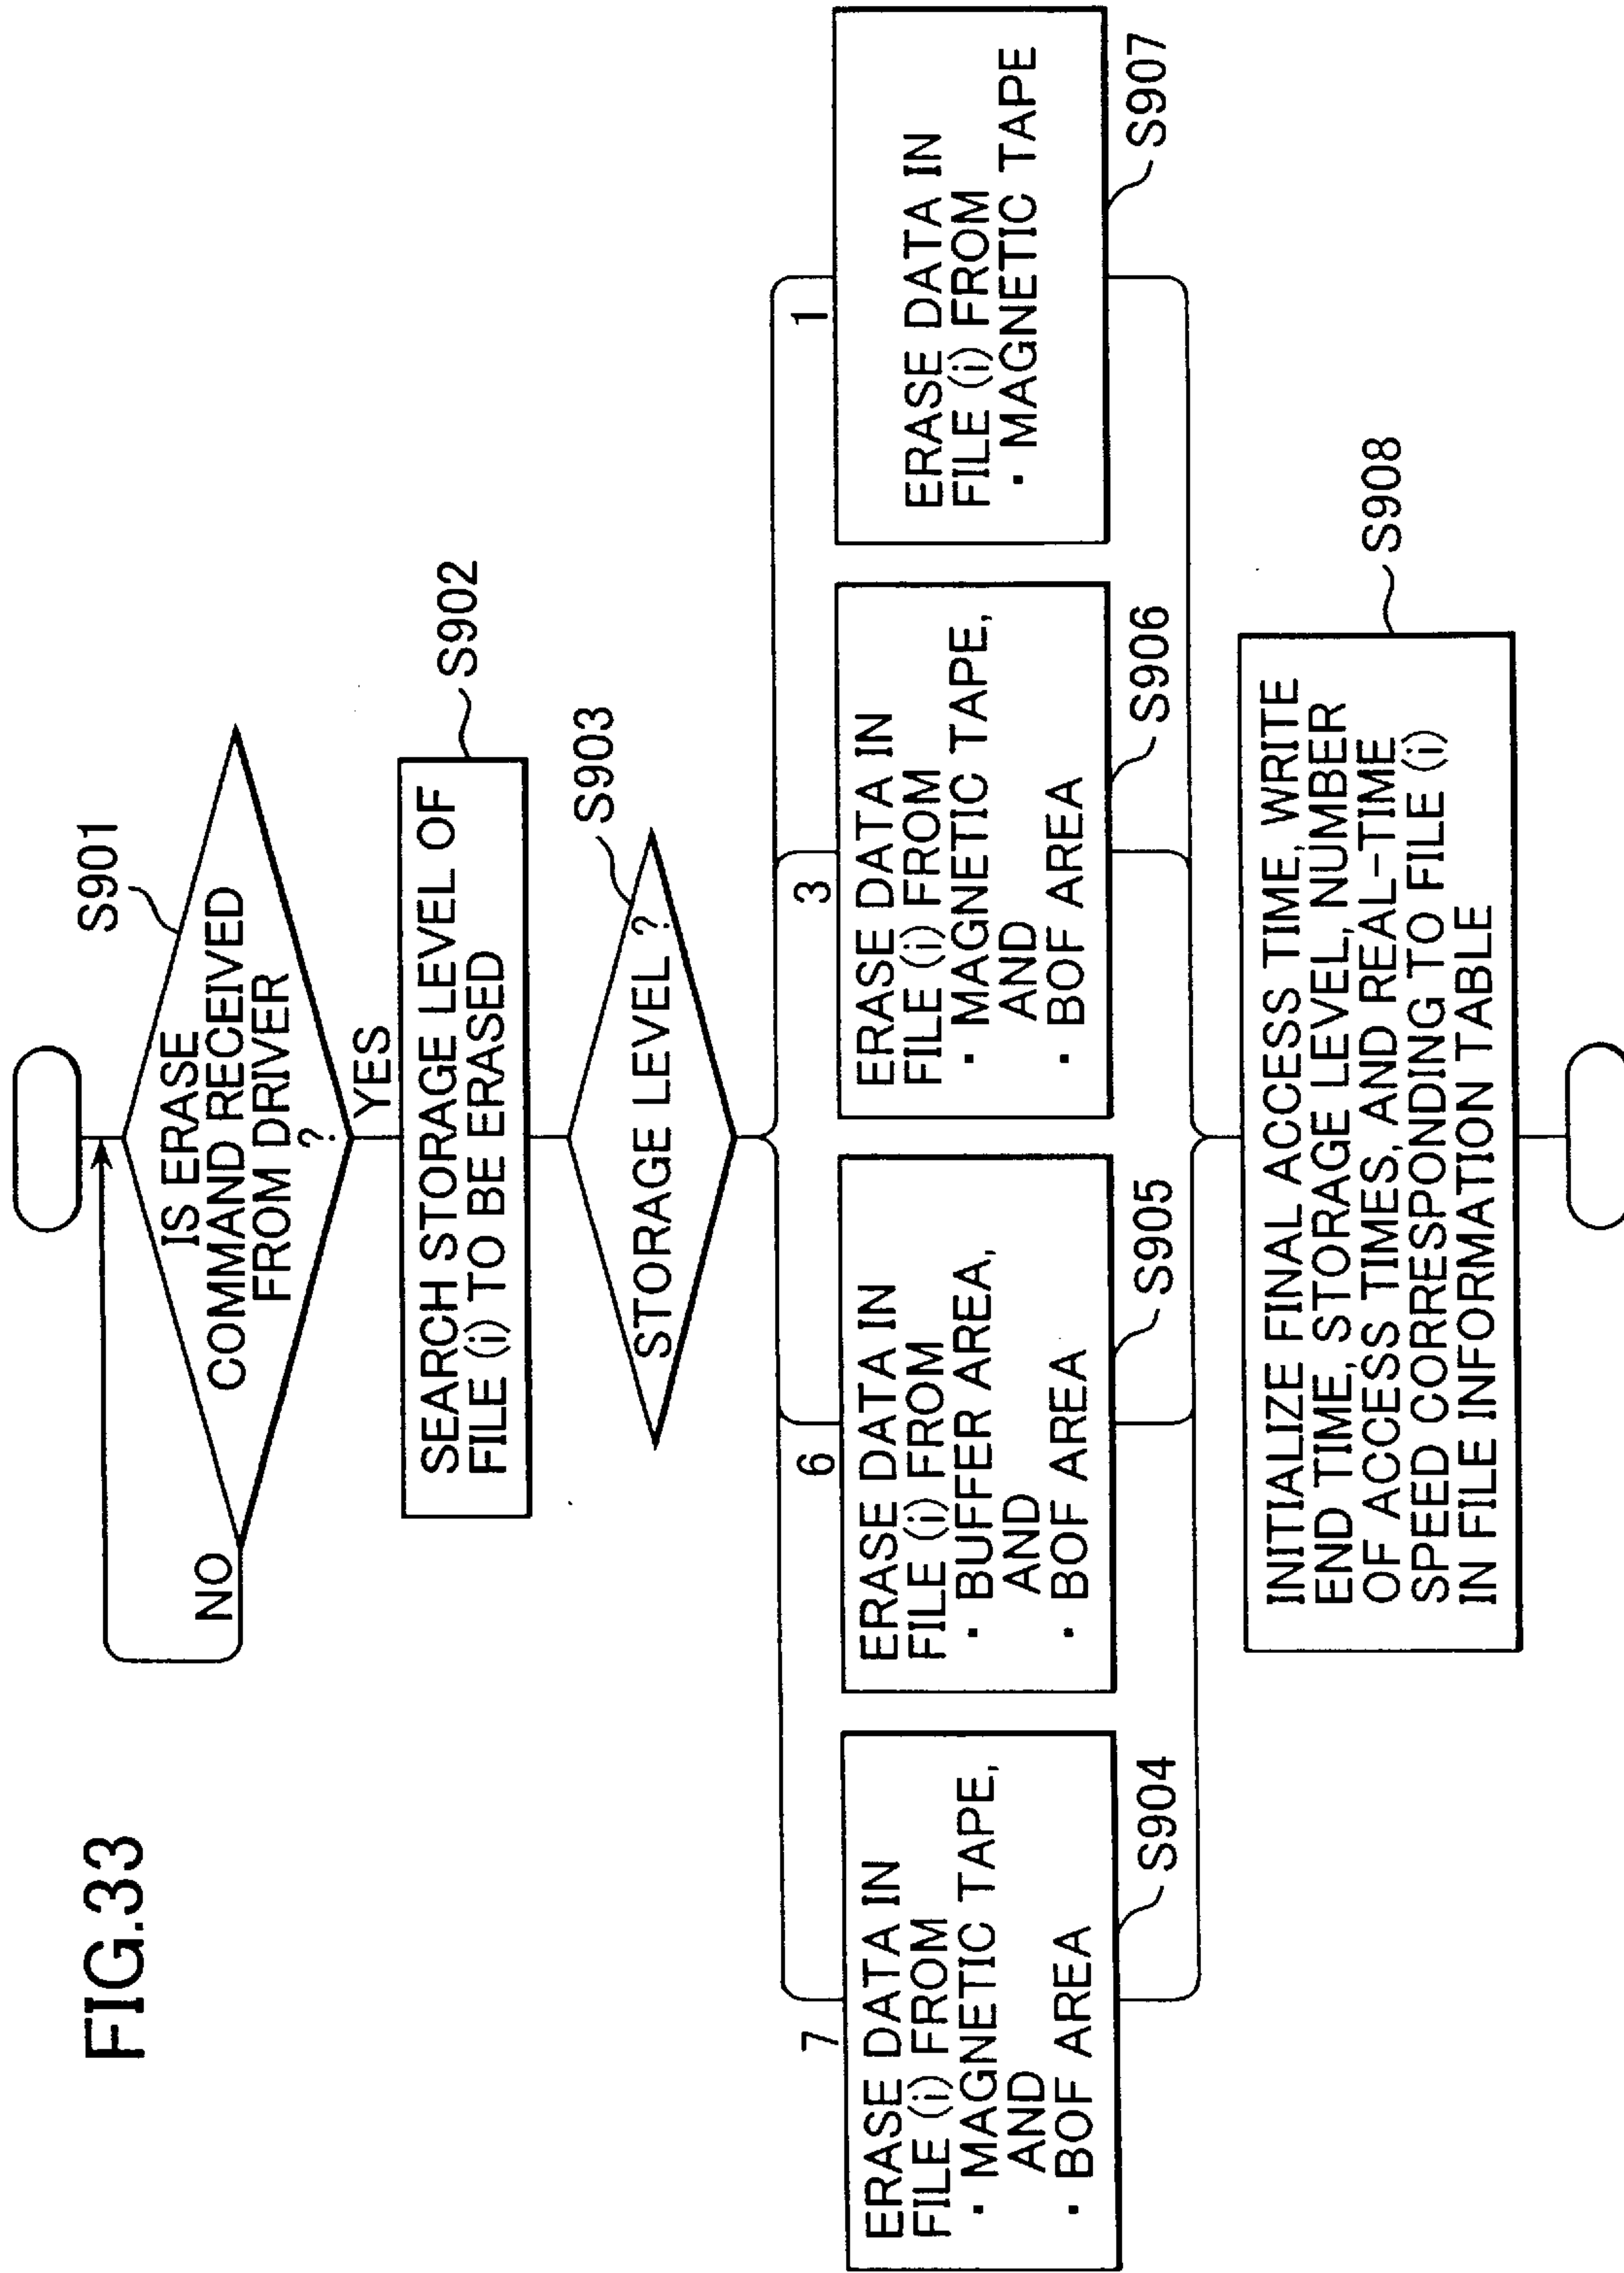 FIG.33
IS ERASE
COMMAND RECEIVED
FROM DRIVER
?
S901
NO
YES
SEARCH STORAGE LEVEL OF
FILE (i) TO BE ERASED
S902
STORAGE LEVEL ?
S903
7
ERASE DATA IN
FILE (i) FROM
· MAGNETIC TAPE,
AND
· BOF AREA
S904
6
ERASE DATA IN
FILE (i) FROM
· BUFFER AREA,
AND
· BOF AREA
S905
3
ERASE DATA IN
FILE (i) FROM
· MAGNETIC TAPE,
AND
· BOF AREA
S906
1
ERASE DATA IN
FILE (i) FROM
· MAGNETIC TAPE
S907
INITIALIZE FINAL ACCESS TIME, WRITE
END TIME, STORAGE LEVEL, NUMBER
OF ACCESS TIMES, AND REAL-TIME
SPEED CORRESPONDING TO FILE (i)
IN FILE INFORMATION TABLE
S908